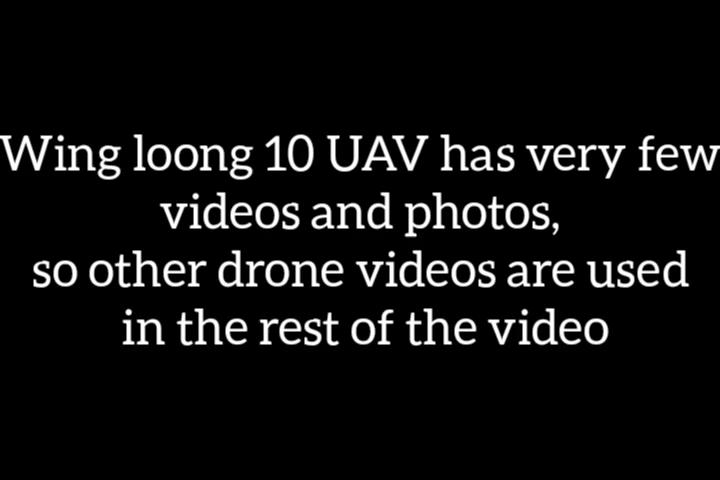 Wing loong 10 UAV has very few
videos and photos,
so other drone videos are used
in the rest of the video